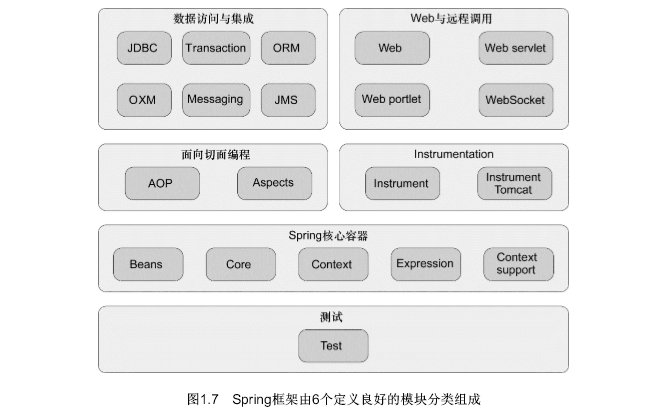 数据访问与集成
JDBC
Transaction
ORM
OXM
Messaging
JMS
Web与远程调用
Web
Web servlet
Web portlet
WebSocket
面向切面编程
AOP
Aspects
Instrumentation
Instrument
Instrument
Tomcat
Spring核心容器
Beans
Core
Context
Expression
Context
support
测试
Test
图1.7 Spring框架由6个定义良好的模块分类组成